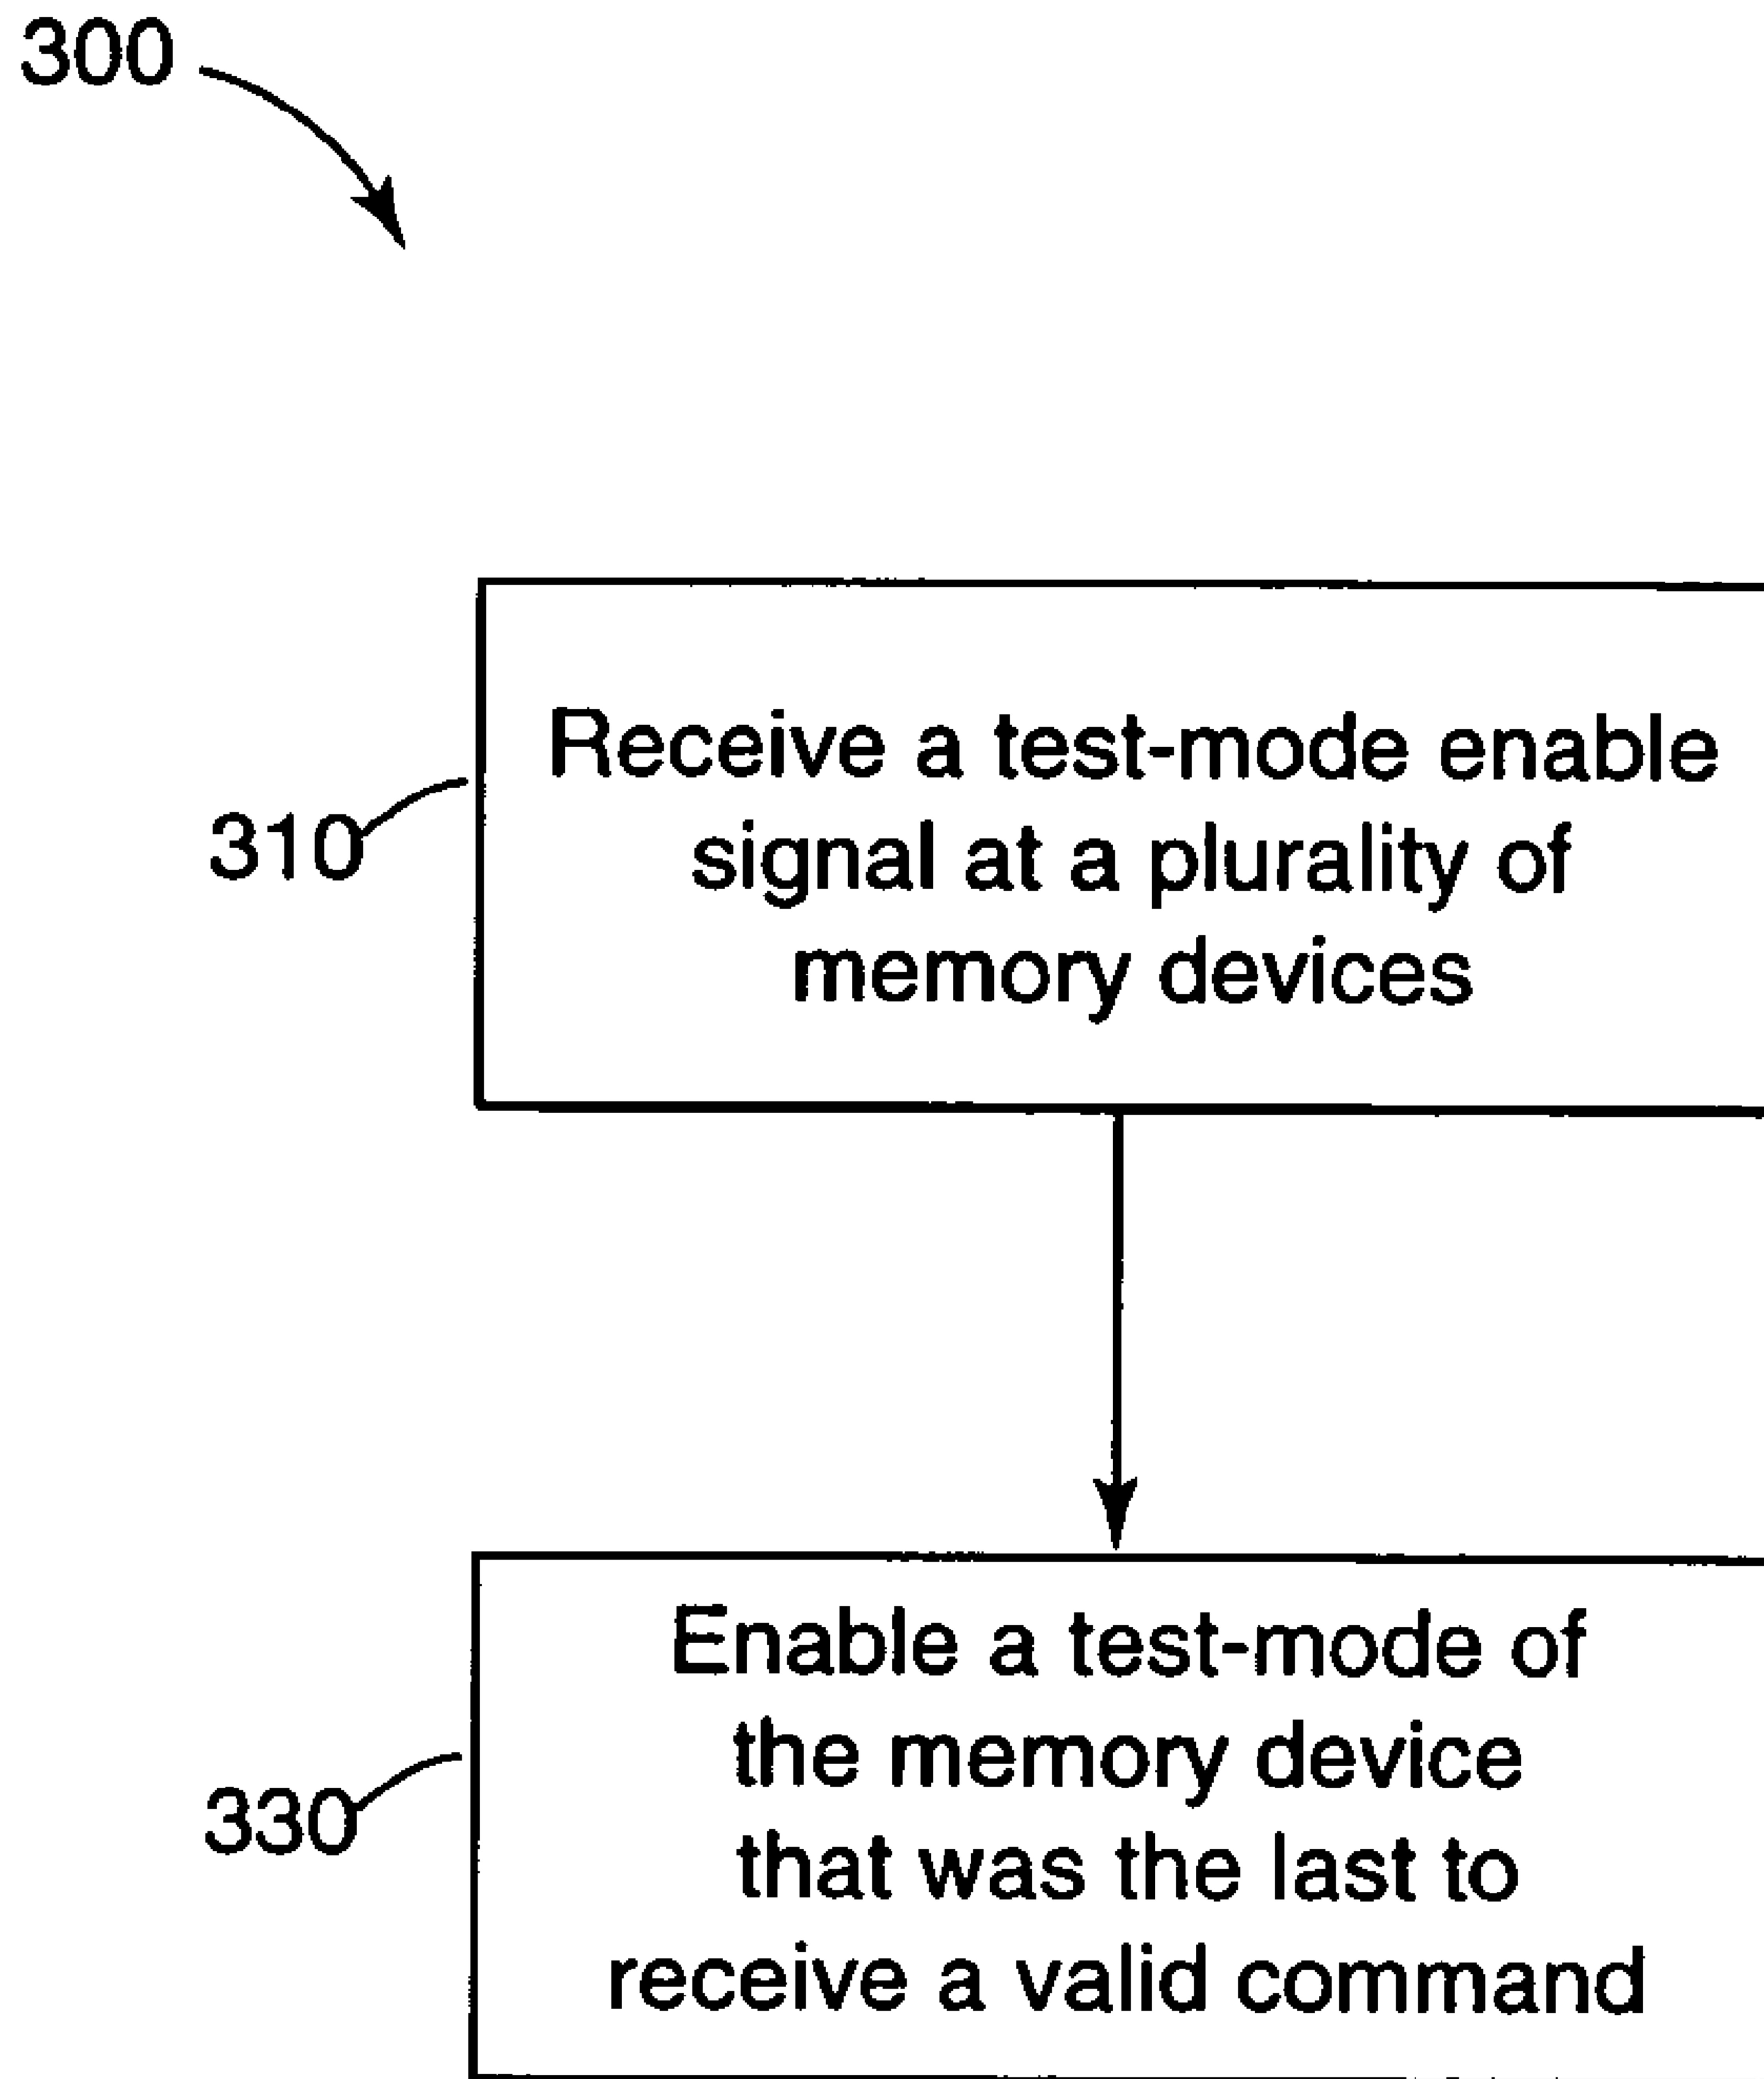 300
Receive a test-mode enable
signal at a plurality of
memory devices
310
Enable a test-mode of
the memory device
that was the last to
receive a valid command
330